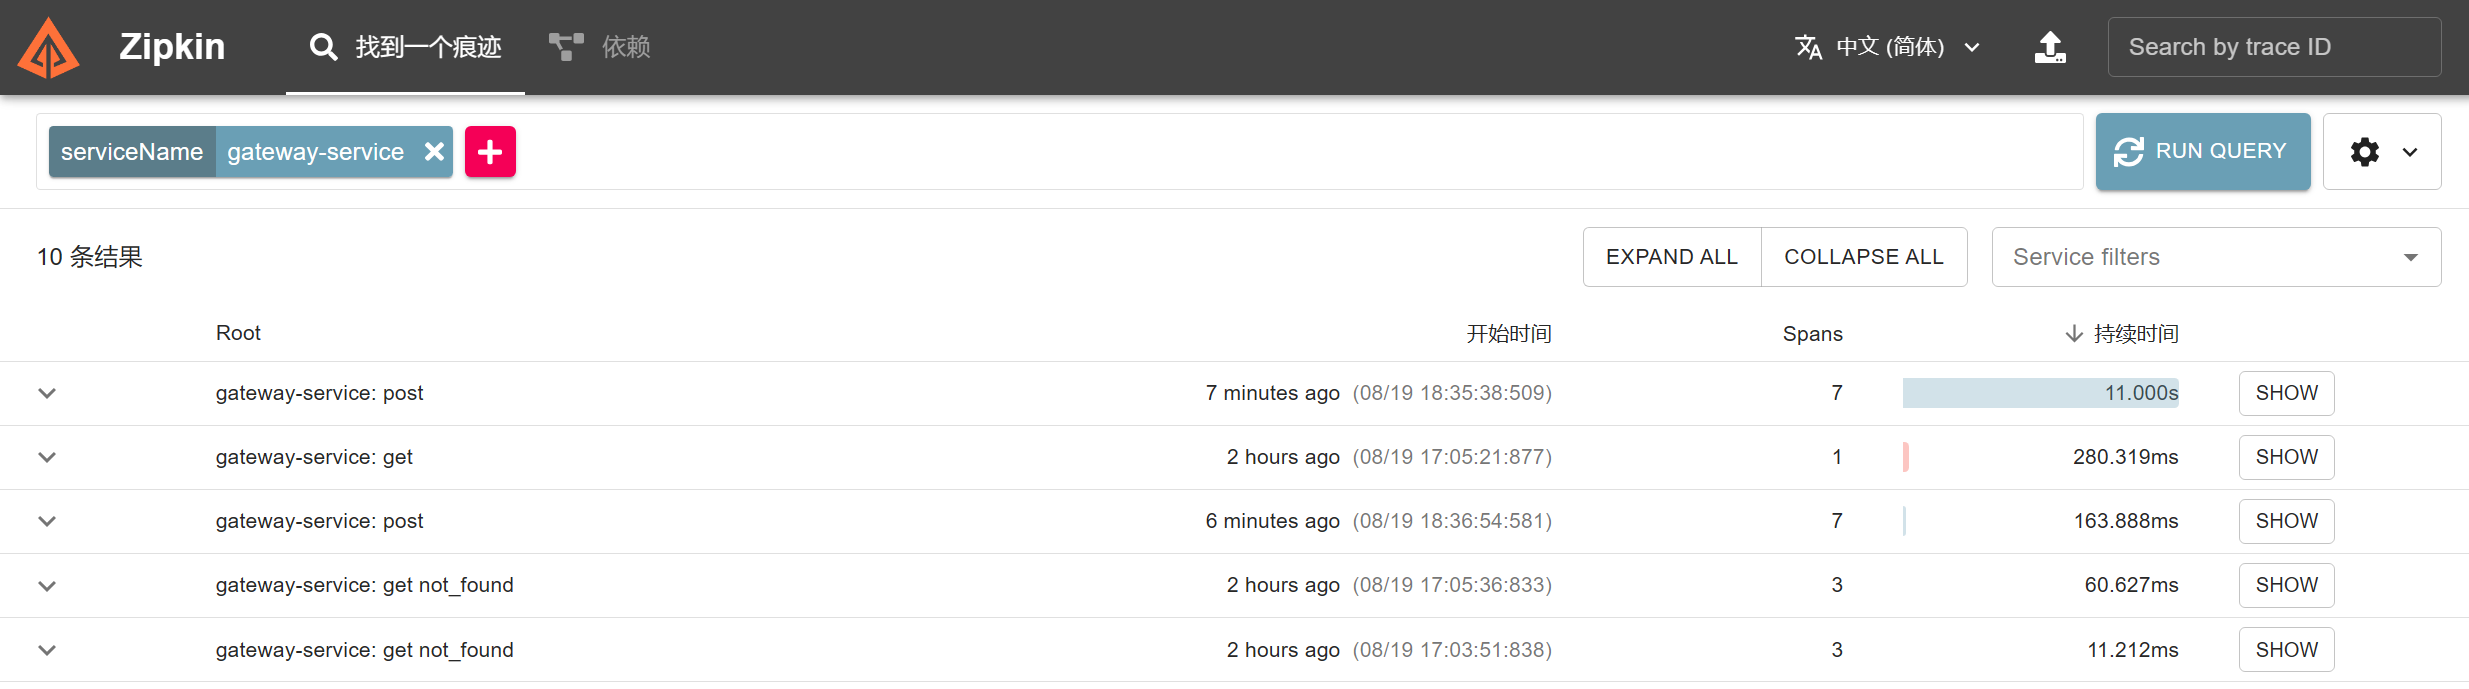 Zipkin 找到一个痕迹 依赖 中文 (简体) Search by trace ID
serviceName gateway-service RUN QUERY
10 条结果 EXPAND ALL COLLAPSE ALL Service filters
Root 开始时间 Spans 持续时间
gateway-service: post 7 minutes ago (08/19 18:35:38:509) 7 11.000s SHOW
gateway-service: get 2 hours ago (08/19 17:05:21:877) 1 280.319ms SHOW
gateway-service: post 6 minutes ago (08/19 18:36:54:581) 7 163.888ms SHOW
gateway-service: get not_found 2 hours ago (08/19 17:05:36:833) 3 60.627ms SHOW
gateway-service: get not_found 2 hours ago (08/19 17:03:51:838) 3 11.212ms SHOW